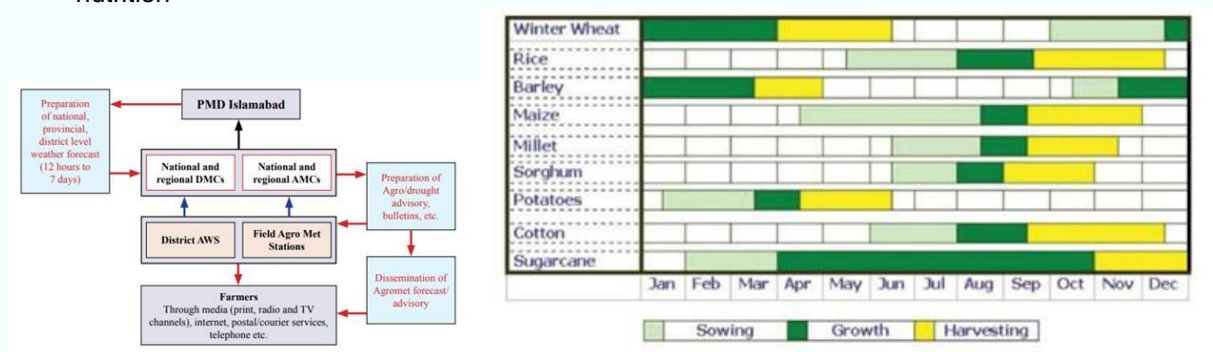 nutrition
PMD Islamabad
Preparation
of national,
provincial,
district level
weather forecast
(12 hours to
7 days)
National and
regional DMCs
National and
regional AMCs
Preparation of
Agro/drought
advisory,
bulletins, etc.
District AWS
Field Agro Met
Stations
Dissemination of
Agromet forecast/
advisory
Farmers
Through media (print, radio and TV
channels), internet, postal/courier services,
telephone etc.
Winter Wheat
Rice
Barley
Maize
Millet
Sorghum
Potatoes
Cotton
Sugarcane
Jan Feb Mar Apr May Jun Jul Aug Sep Oct Nov Dec
Sowing Growth Harvesting